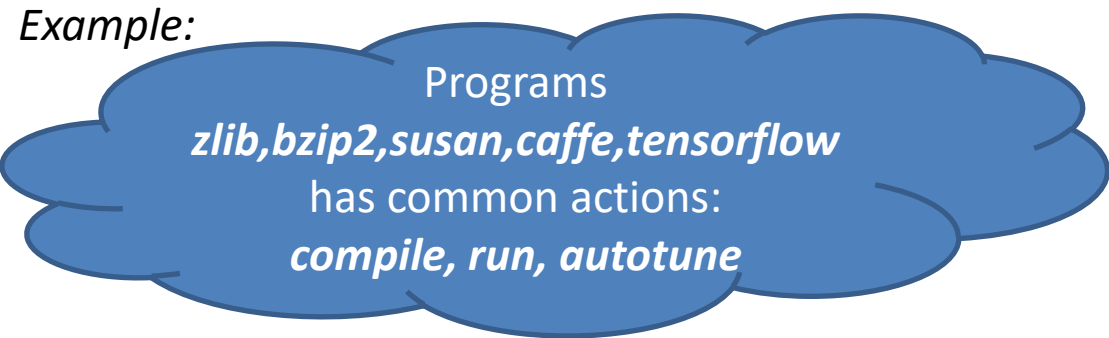 Example:
Programs
zlib,bzip2,susan,caffe,tensorflow
has common actions:
compile, run, autotune